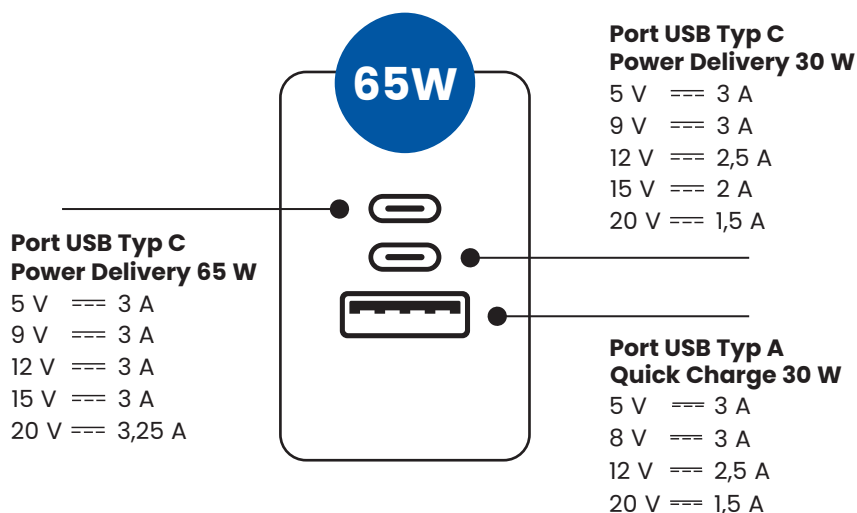 65W
Port USB Typ C
Power Delivery 30 W
5 V ⎓ 3 A
9 V ⎓ 3 A
12 V ⎓ 2,5 A
15 V ⎓ 2 A
20 V ⎓ 1,5 A
Port USB Typ C
Power Delivery 65 W
5 V ⎓ 3 A
9 V ⎓ 3 A
12 V ⎓ 3 A
15 V ⎓ 3 A
20 V ⎓ 3,25 A
Port USB Typ A
Quick Charge 30 W
5 V ⎓ 3 A
8 V ⎓ 3 A
12 V ⎓ 2,5 A
20 V ⎓ 1,5 A